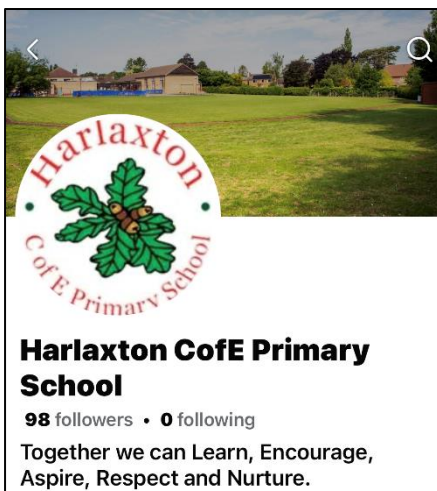 Harlaxton
C of E Primary School
Harlaxton CofE Primary
School
98 followers • 0 following
Together we can Learn, Encourage,
Aspire, Respect and Nurture.